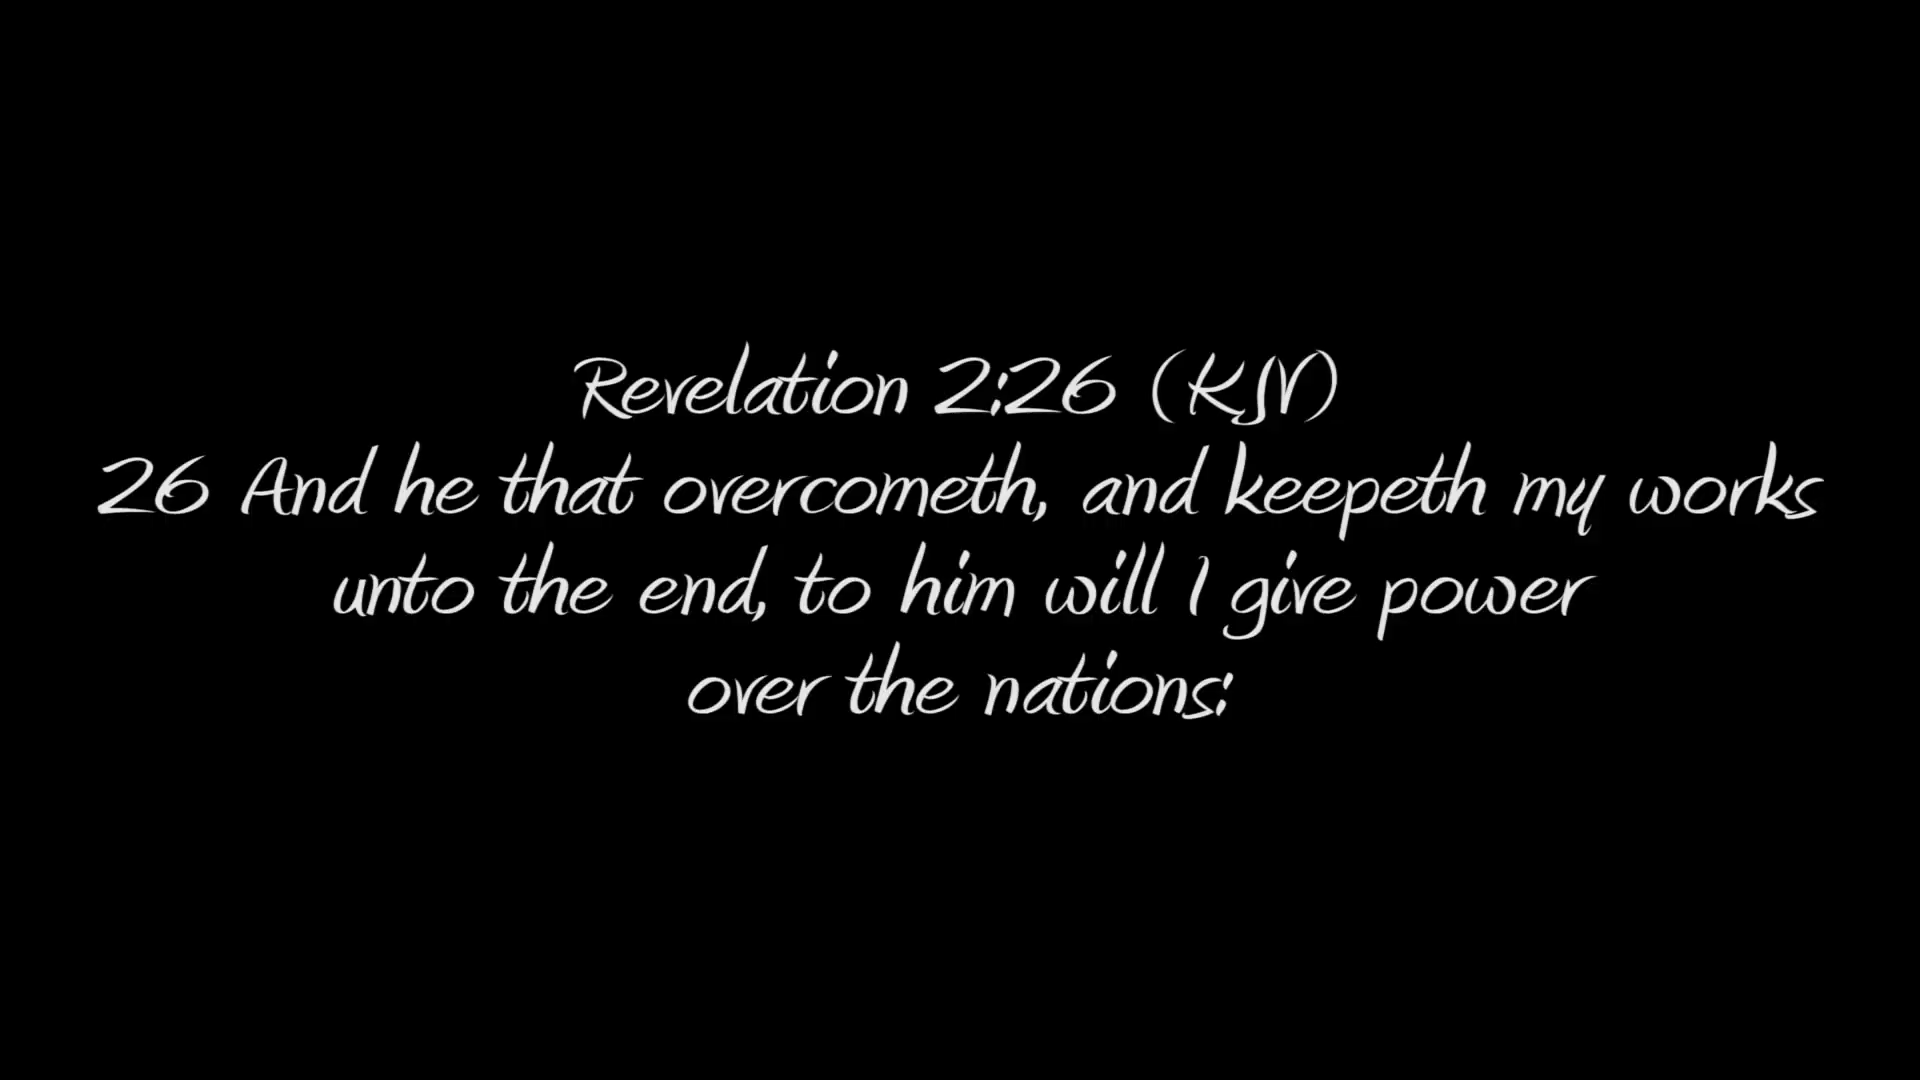 Revelation 2:26 (KJV)
26 And he that overcometh, and keepeth my works
unto the end, to him will I give power
over the nations: